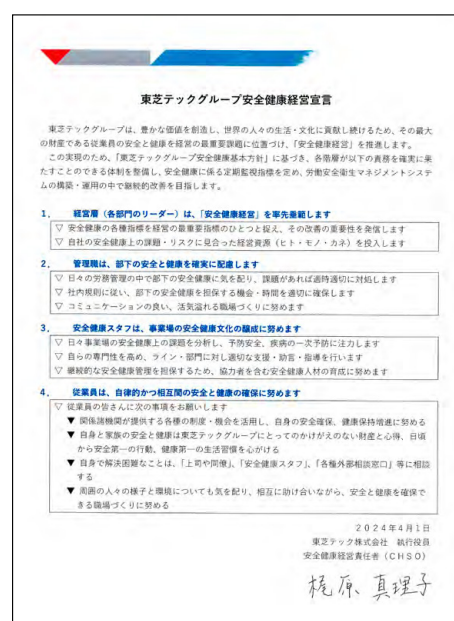 東芝テックグループ安全健康経営宣言
東芝テックグループは、豊かな価値を創造し、世界の人々の生活・文化に貢献し続けるため、その最大
の財産である従業員の安全と健康を経営の最重要課題に位置づけ、「安全健康経営」を推進します。
この実現のため、「東芝テックグループ安全健康基本方針」に基づき、各階層が以下の責務を確実に果
たすことのできる体制を整備し、安全健康に係る定期監視指標を定め、労働安全衛生マネジメントシステ
ムの構築・運用の中で継続的改善を目指します。
1. 経営層（各部門のリーダー）は、「安全健康経営」を率先垂範します
▽ 安全健康の各種指標を経営の最重要指標のひとつと捉え、その改善の重要性を発信します
▽ 自社の安全健康上の課題・リスクに見合った経営資源（ヒト・モノ・カネ）を投入します
2. 管理職は、部下の安全と健康を確実に配慮します
▽ 日々の労務管理の中で部下の安全健康に気を配り、課題があれば適時適切に対処します
▽ 社内規則に従い、部下の安全健康を担保する機会・時間を適切に確保します
▽ コミュニケーションの良い、活気溢れる職場づくりに努めます
3. 安全健康スタッフは、事業場の安全健康文化の醸成に努めます
▽ 日々事業場の安全健康上の課題を分析し、予防安全、疾病の一次予防に注力します
▽ 自らの専門性を高め、ライン・部門に対し適切な支援・助言・指導を行います
▽ 継続的な安全健康管理を担保するため、協力者を含む安全健康人材の育成に努めます
4. 従業員は、自律的かつ相互間の安全と健康の確保に努めます
▽ 従業員の皆さんに次の事項をお願いします
▼ 関係諸機関が提供する各種の制度・機会を活用し、自身の安全確保、健康保持増進に努める
▼ 自身と家族の安全と健康は東芝テックグループにとってのかけがえのない財産と心得、日頃
から安全第一の行動、健康第一の生活習慣を心がける
▼ 自身で解決困難なことは、「上司や同僚」、「安全健康スタッフ」、「各種外部相談窓口」等に相談
する
▼ 周囲の人々の様子と環境についても気を配り、相互に助け合いながら、安全と健康を確保で
きる職場づくりに努める
2024年4月1日
東芝テック株式会社 執行役員
安全健康経営責任者（CHSO）
梶原 真理子